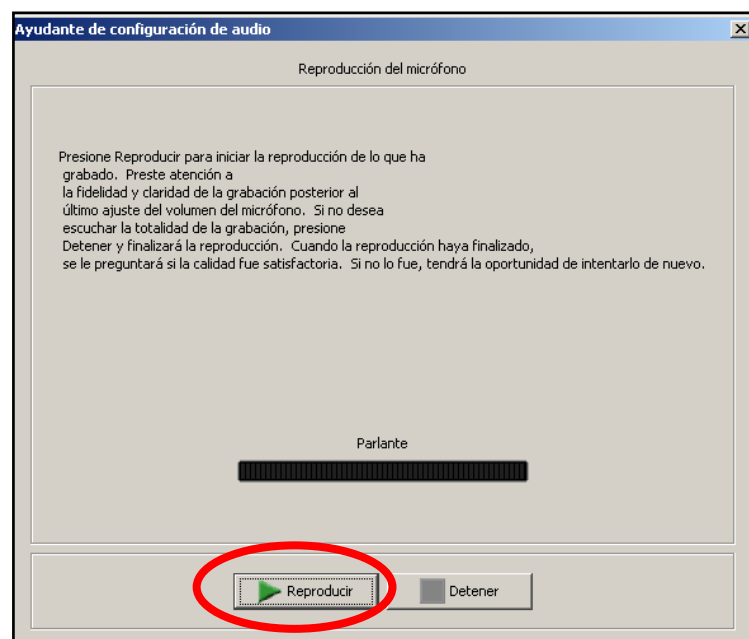 Ayudante de configuración de audio
Reproducción del micrófono
Presione Reproducir para iniciar la reproducción de lo que ha
grabado. Preste atención a
la fidelidad y claridad de la grabación posterior al
último ajuste del volumen del micrófono. Si no desea
escuchar la totalidad de la grabación, presione
Detener y finalizará la reproducción. Cuando la reproducción haya finalizado,
se le preguntará si la calidad fue satisfactoria. Si no lo fue, tendrá la oportunidad de intentarlo de nuevo.
Parlante
Reproducir
Detener